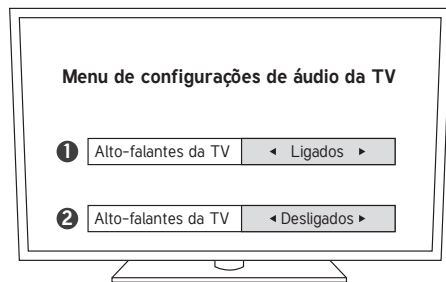 Menu de configurações de áudio da TV
1 Alto-falantes da TV ◂ Ligados ▸
2 Alto-falantes da TV ◂ Desligados ▸